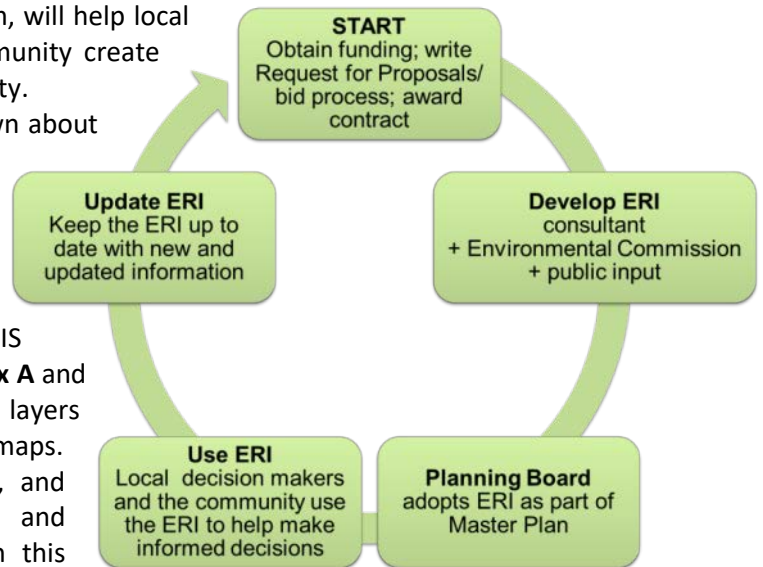 n, will help local
munity create
ty.
wn about
IS
x A and
layers
maps.
, and
and
n this
START
Obtain funding; write
Request for Proposals/
bid process; award
contract
Develop ERI
consultant
+ Environmental Commission
+ public input
Planning Board
adopts ERI as part of
Master Plan
Use ERI
Local decision makers
and the community use
the ERI to help make
informed decisions
Update ERI
Keep the ERI up to
date with new and
updated information